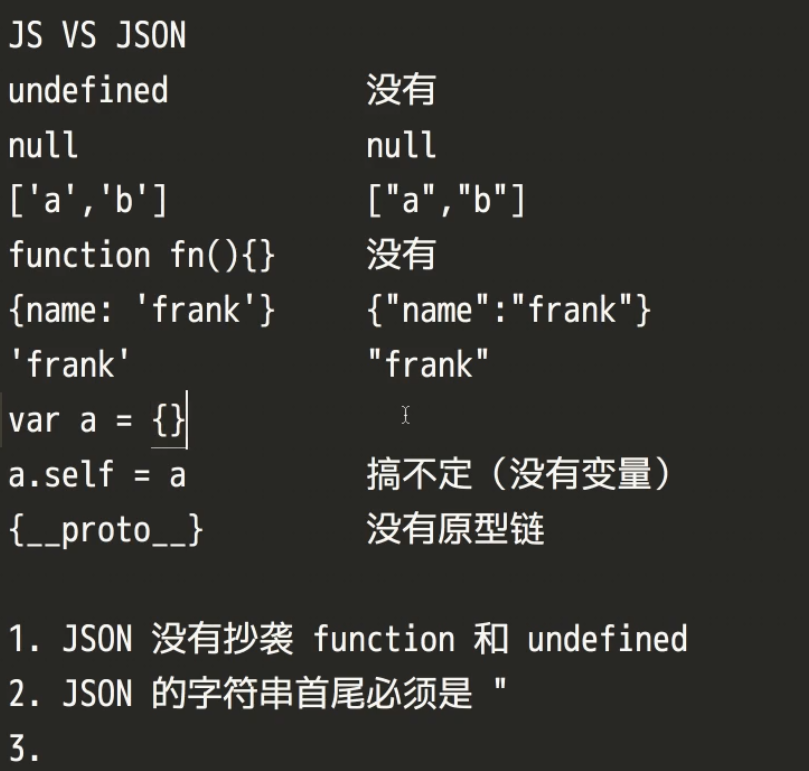 JS VS JSON
undefined 没有
null null
['a','b'] ["a","b"]
function fn(){} 没有
{name: 'frank'} {"name":"frank"}
'frank' "frank"
var a = {}
a.self = a 搞不定（没有变量）
{__proto__} 没有原型链
1. JSON 没有抄袭 function 和 undefined
2. JSON 的字符串首尾必须是 "
3.